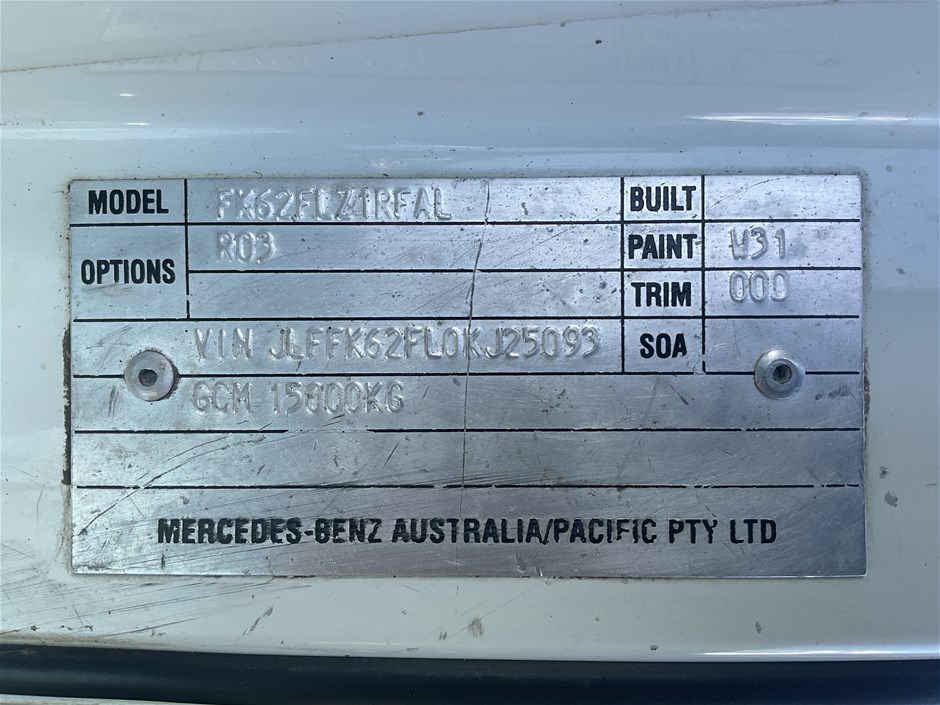 MODEL FK62FLZ1RFAL BUILT
OPTIONS R03 PAINT W31
TRIM 000
VIN JLFFK62FL0KJ25093 SOA
GCM 15000KG
MERCEDES-BENZ AUSTRALIA/PACIFIC PTY LTD